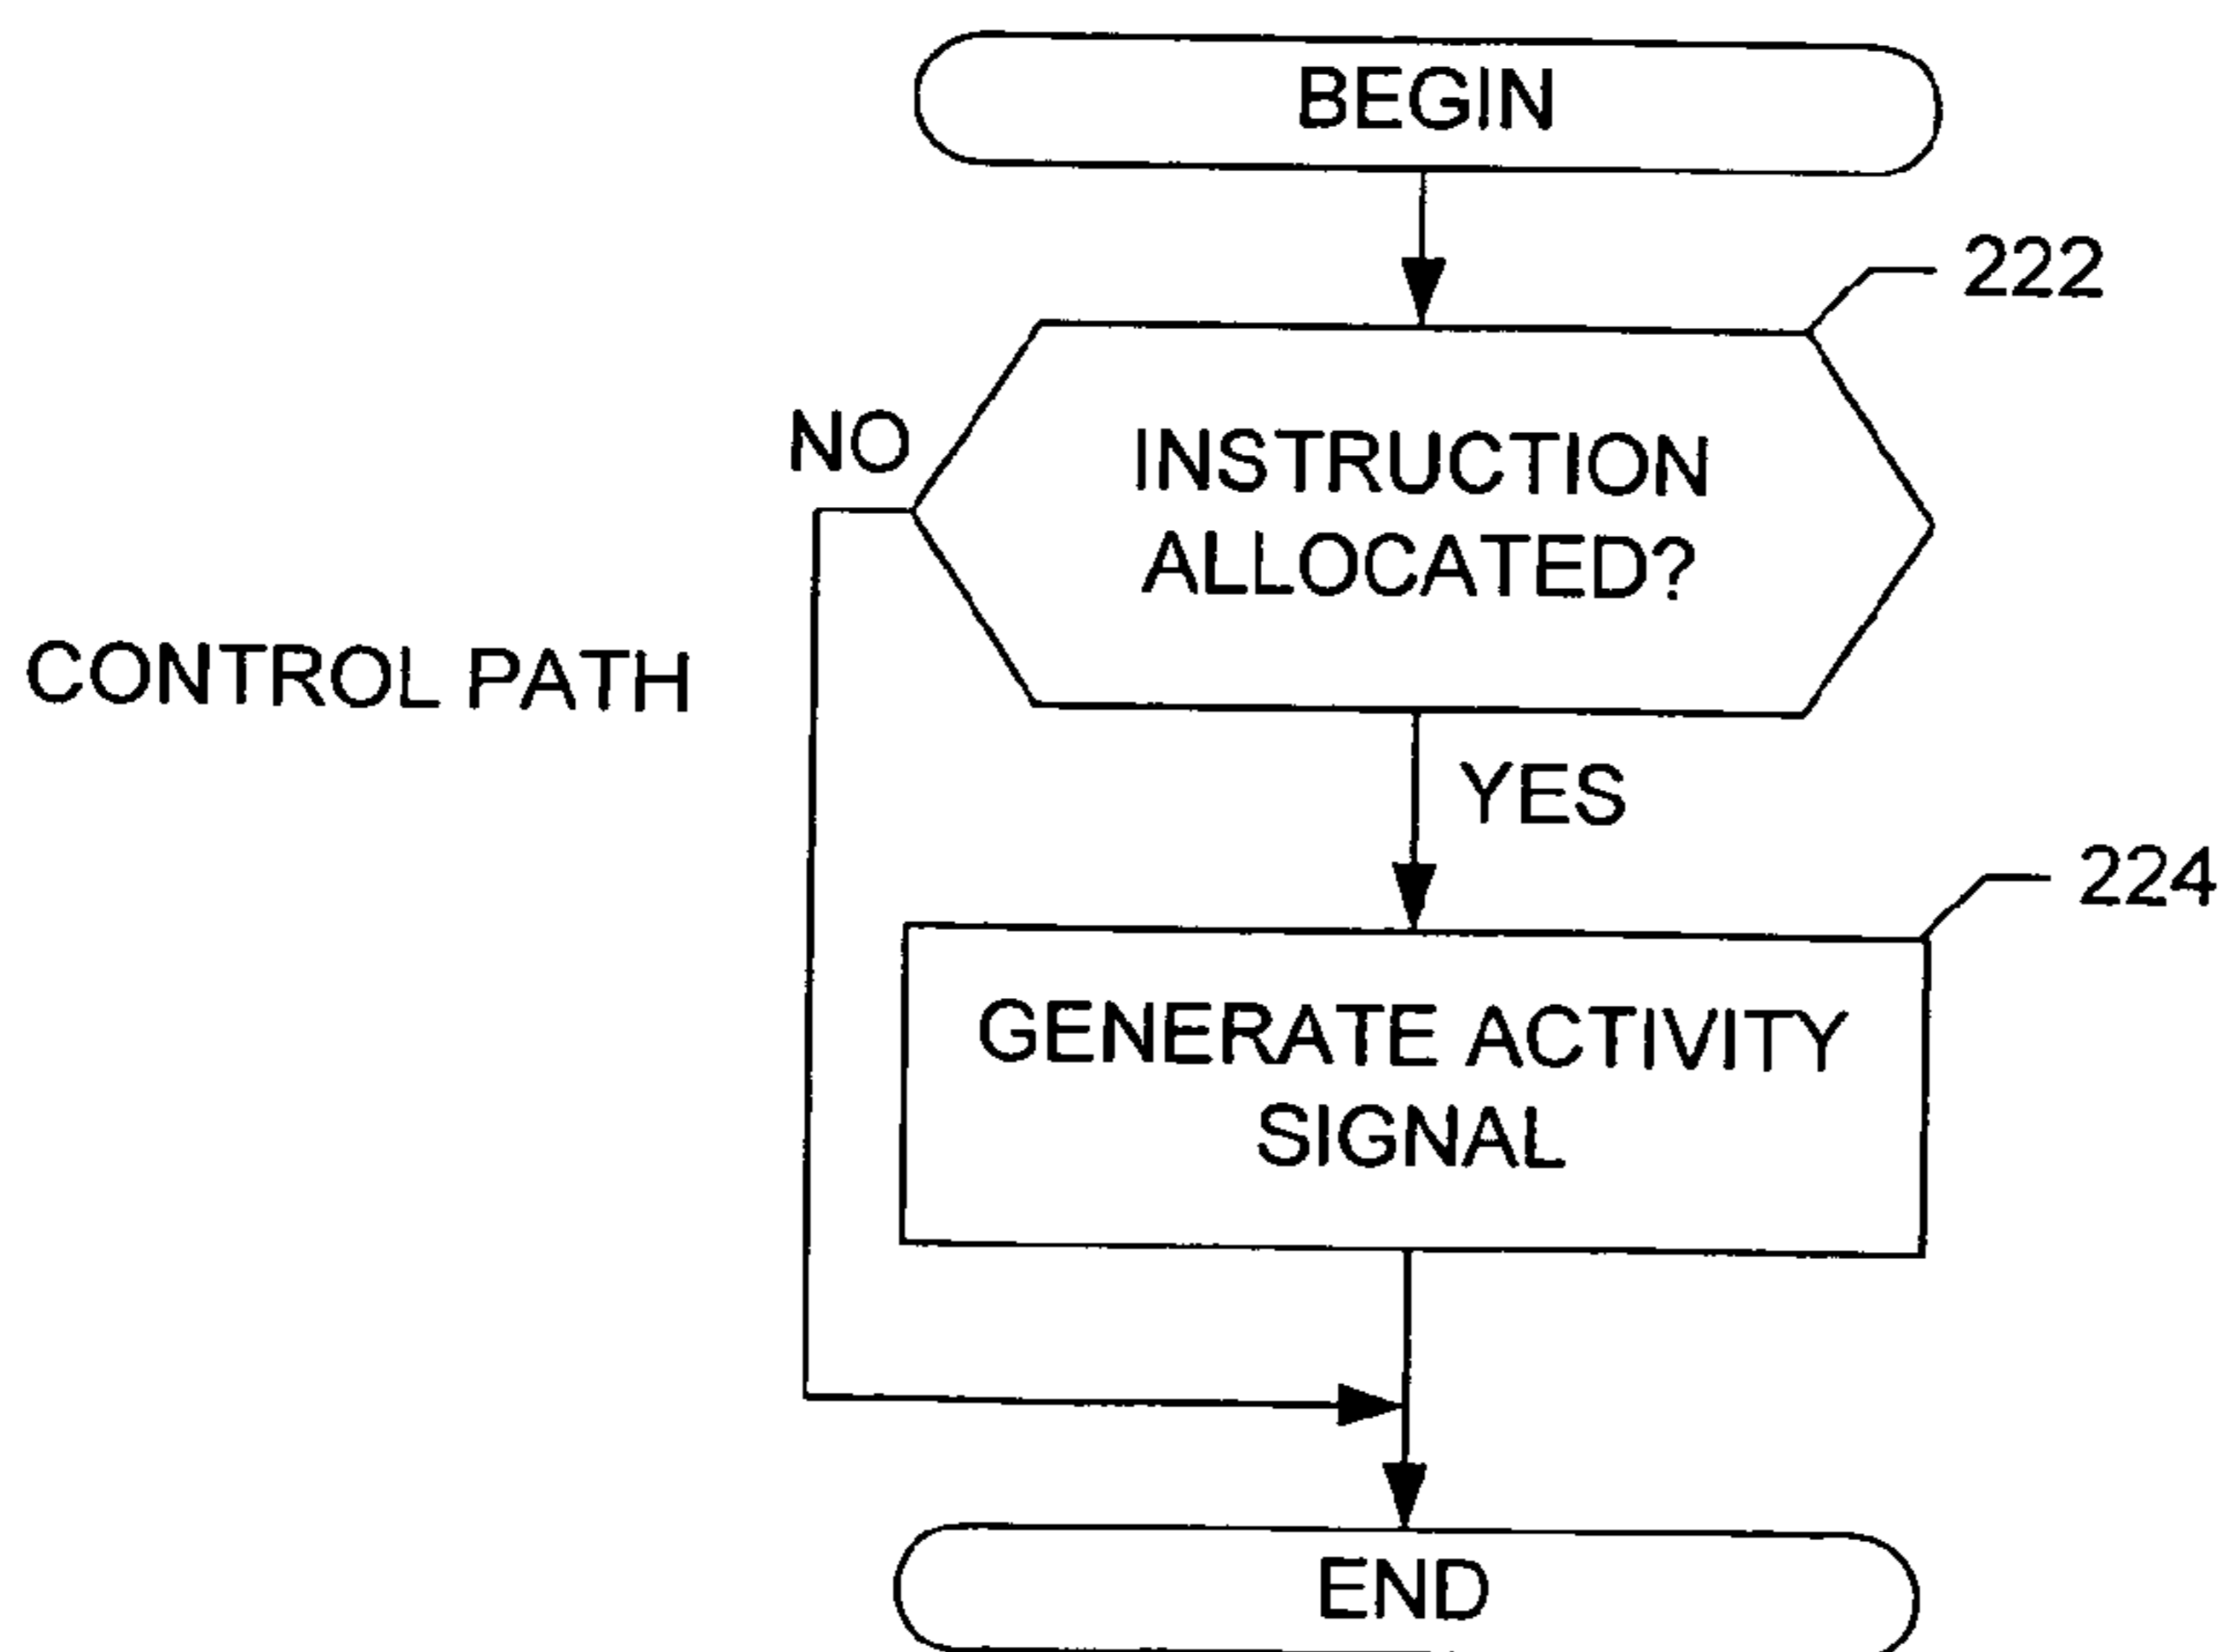 BEGIN
222
NO
INSTRUCTION
ALLOCATED?
CONTROL PATH
YES
224
GENERATE ACTIVITY
SIGNAL
END